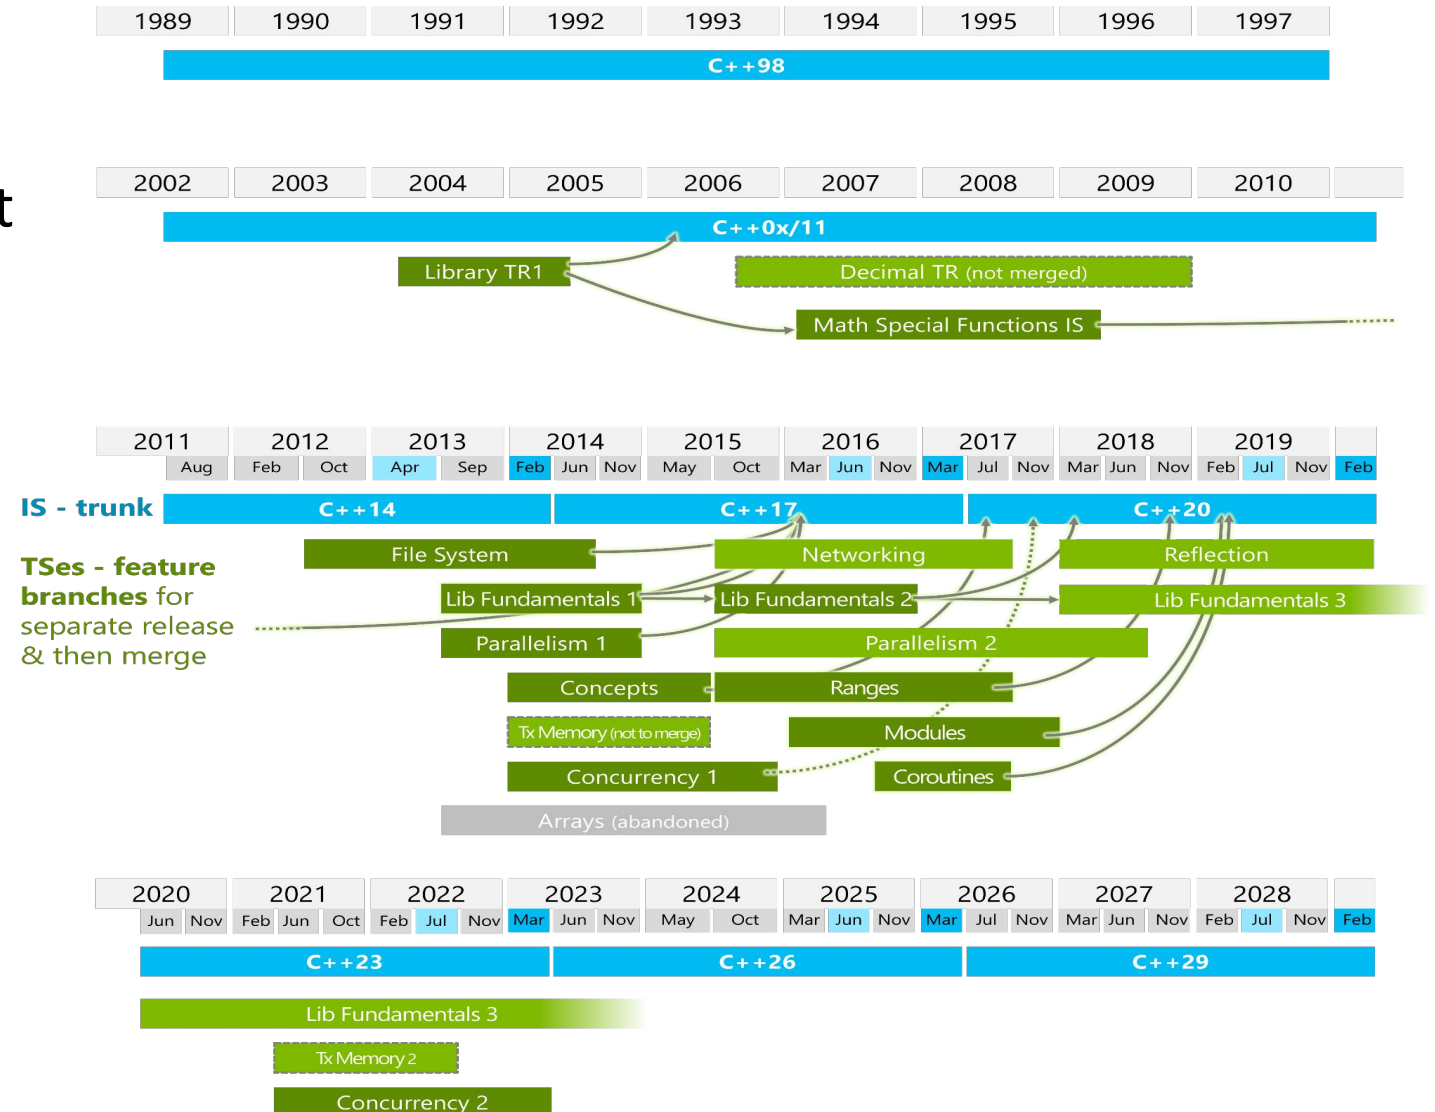 1989 1990 1991 1992 1993 1994 1995 1996 1997
C++98
t
2002 2003 2004 2005 2006 2007 2008 2009 2010
C++0x/11
Library TR1
Decimal TR (not merged)
Math Special Functions IS
2011 2012 2013 2014 2015 2016 2017 2018 2019
Aug Feb Oct Apr Sep Feb Jun Nov May Oct Mar Jun Nov Mar Jul Nov Mar Jun Nov Feb Jul Nov Feb
IS - trunk C++14 C++17 C++20
TSes - feature
branches for
separate release
& then merge
File System Networking Reflection
Lib Fundamentals 1 Lib Fundamentals 2 Lib Fundamentals 3
Parallelism 1 Parallelism 2
Concepts Ranges
Tx Memory (not to merge) Modules
Concurrency 1 Coroutines
Arrays (abandoned)
2020 2021 2022 2023 2024 2025 2026 2027 2028
Jun Nov Feb Jun Oct Feb Jul Nov Mar Jun Nov May Oct Mar Jun Nov Mar Jul Nov Mar Jun Nov Feb Jul Nov Feb
C++23 C++26 C++29
Lib Fundamentals 3
Tx Memory 2
Concurrency 2